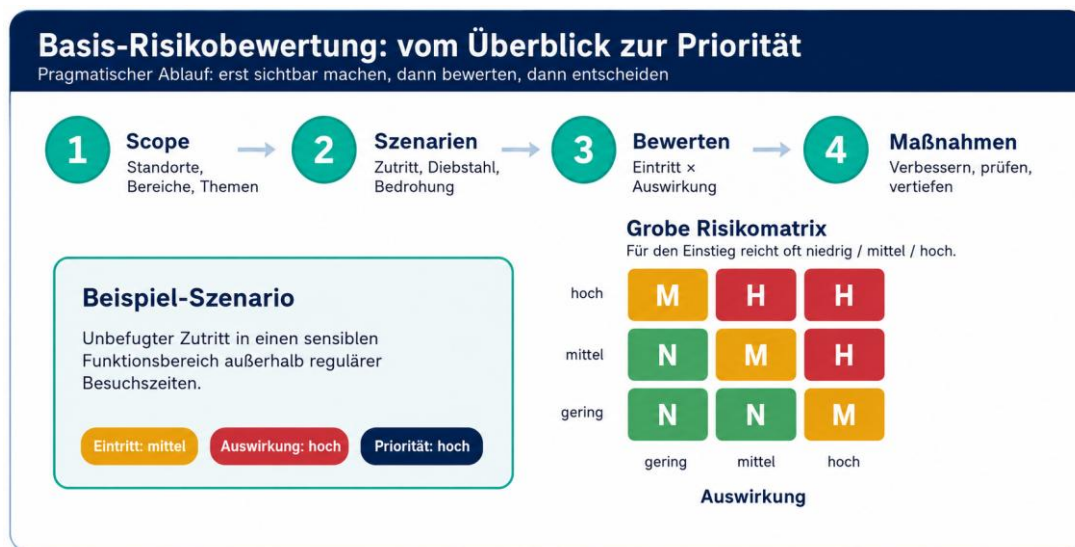 Basis-Risikobewertung: vom Überblick zur Priorität
Pragmatischer Ablauf: erst sichtbar machen, dann bewerten, dann entscheiden
1
Scope
Standorte,
Bereiche, Themen
2
Szenarien
Zutritt, Diebstahl,
Bedrohung
3
Bewerten
Eintritt ×
Auswirkung
4
Maßnahmen
Verbessern, prüfen,
vertiefen
Beispiel-Szenario
Unbefugter Zutritt in einen sensiblen
Funktionsbereich außerhalb regulärer
Besuchszeiten.
Eintritt: mittel Auswirkung: hoch Priorität: hoch
Grobe Risikomatrix
Für den Einstieg reicht oft niedrig / mittel / hoch.
hoch M H H
mittel N M H
gering N N M
gering mittel hoch
Auswirkung